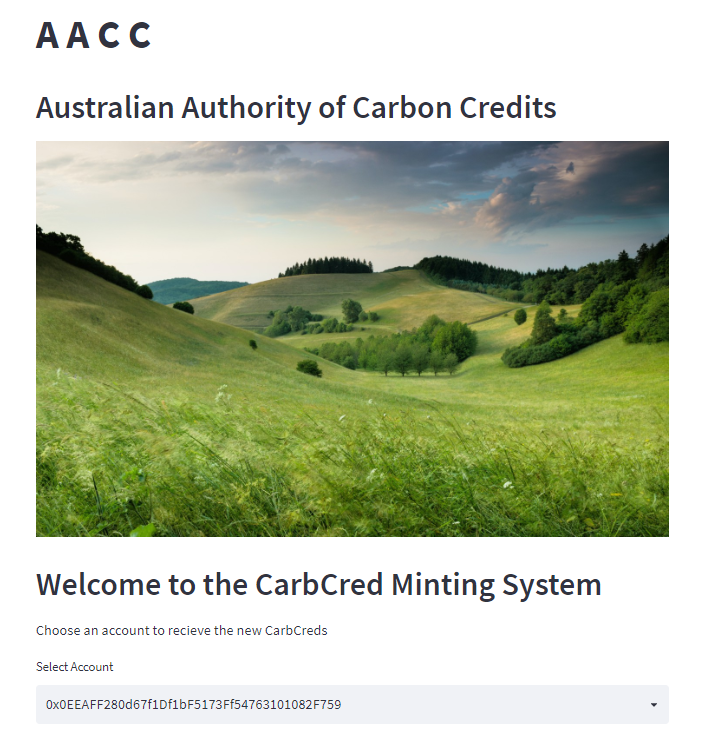 A A C C
Australian Authority of Carbon Credits
Welcome to the CarbCred Minting System
Choose an account to recieve the new CarbCreds
Select Account
0x0EEAFF280d67f1Df1bF5173Ff54763101082F759